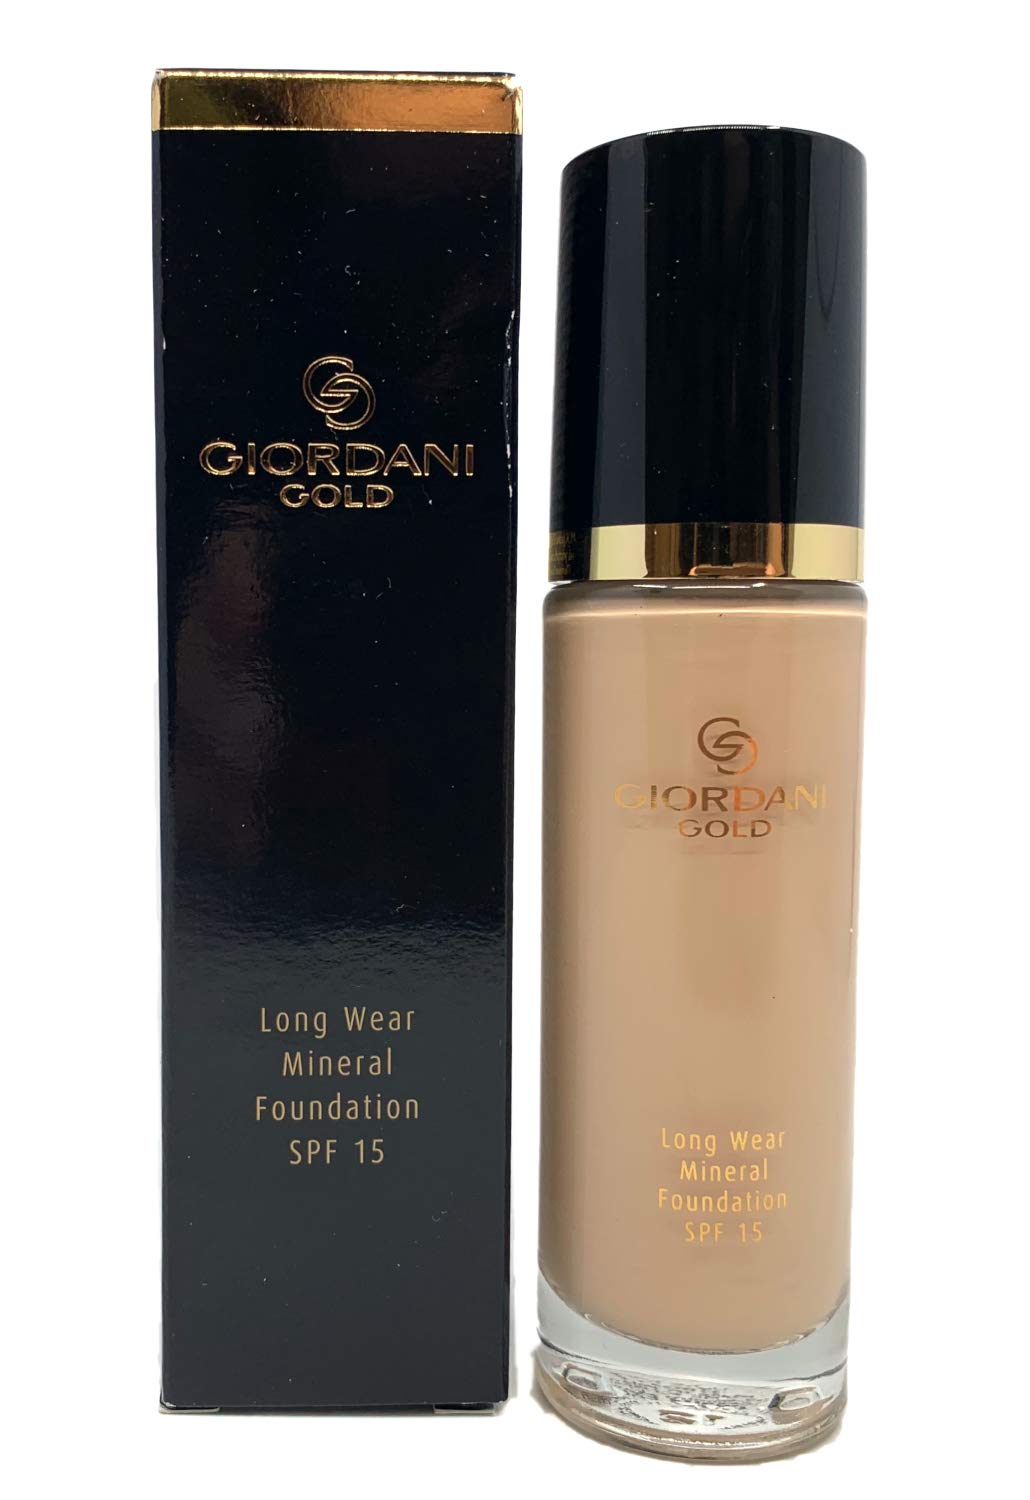 GIORDANI
GOLD
Long Wear
Mineral
Foundation
SPF 15
GIORDANI
GOLD
Long Wear
Mineral
Foundation
SPF 15